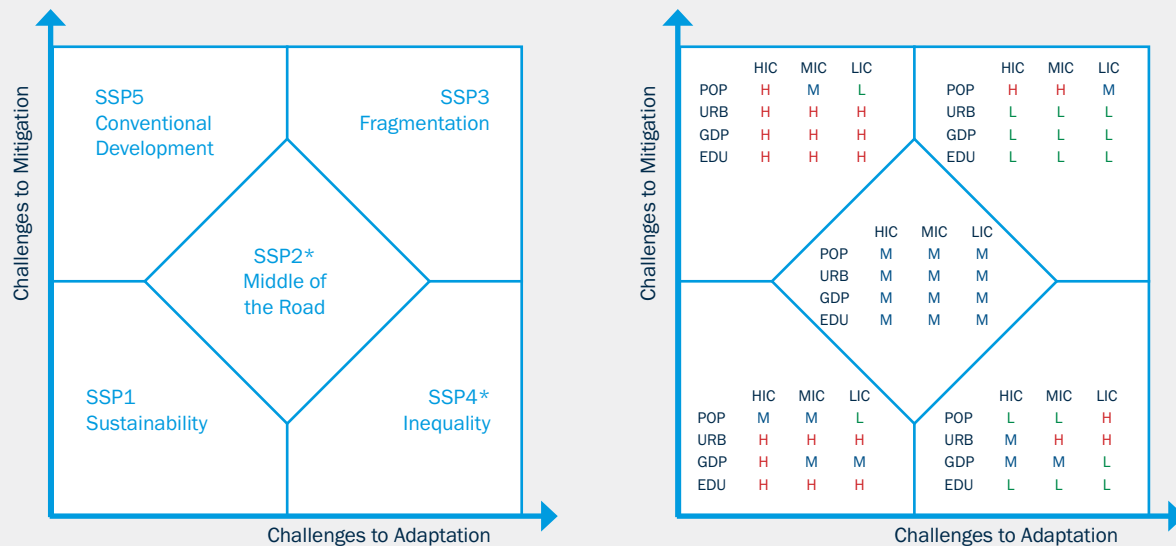 Challenges to Mitigation
SSP5
Conventional
Development
SSP3
Fragmentation
SSP2*
Middle of
the Road
SSP1
Sustainability
SSP4*
Inequality
Challenges to Adaptation
Challenges to Mitigation
HIC MIC LIC
POP H M L
URB H H H
GDP H H H
EDU H H H
HIC MIC LIC
POP H H M
URB L L L
GDP L L L
EDU L L L
HIC MIC LIC
POP M M M
URB M M M
GDP M M M
EDU M M M
HIC MIC LIC
POP M M L
URB H H H
GDP H M M
EDU H H H
HIC MIC LIC
POP L L H
URB M H H
GDP M M L
EDU L L L
Challenges to Adaptation